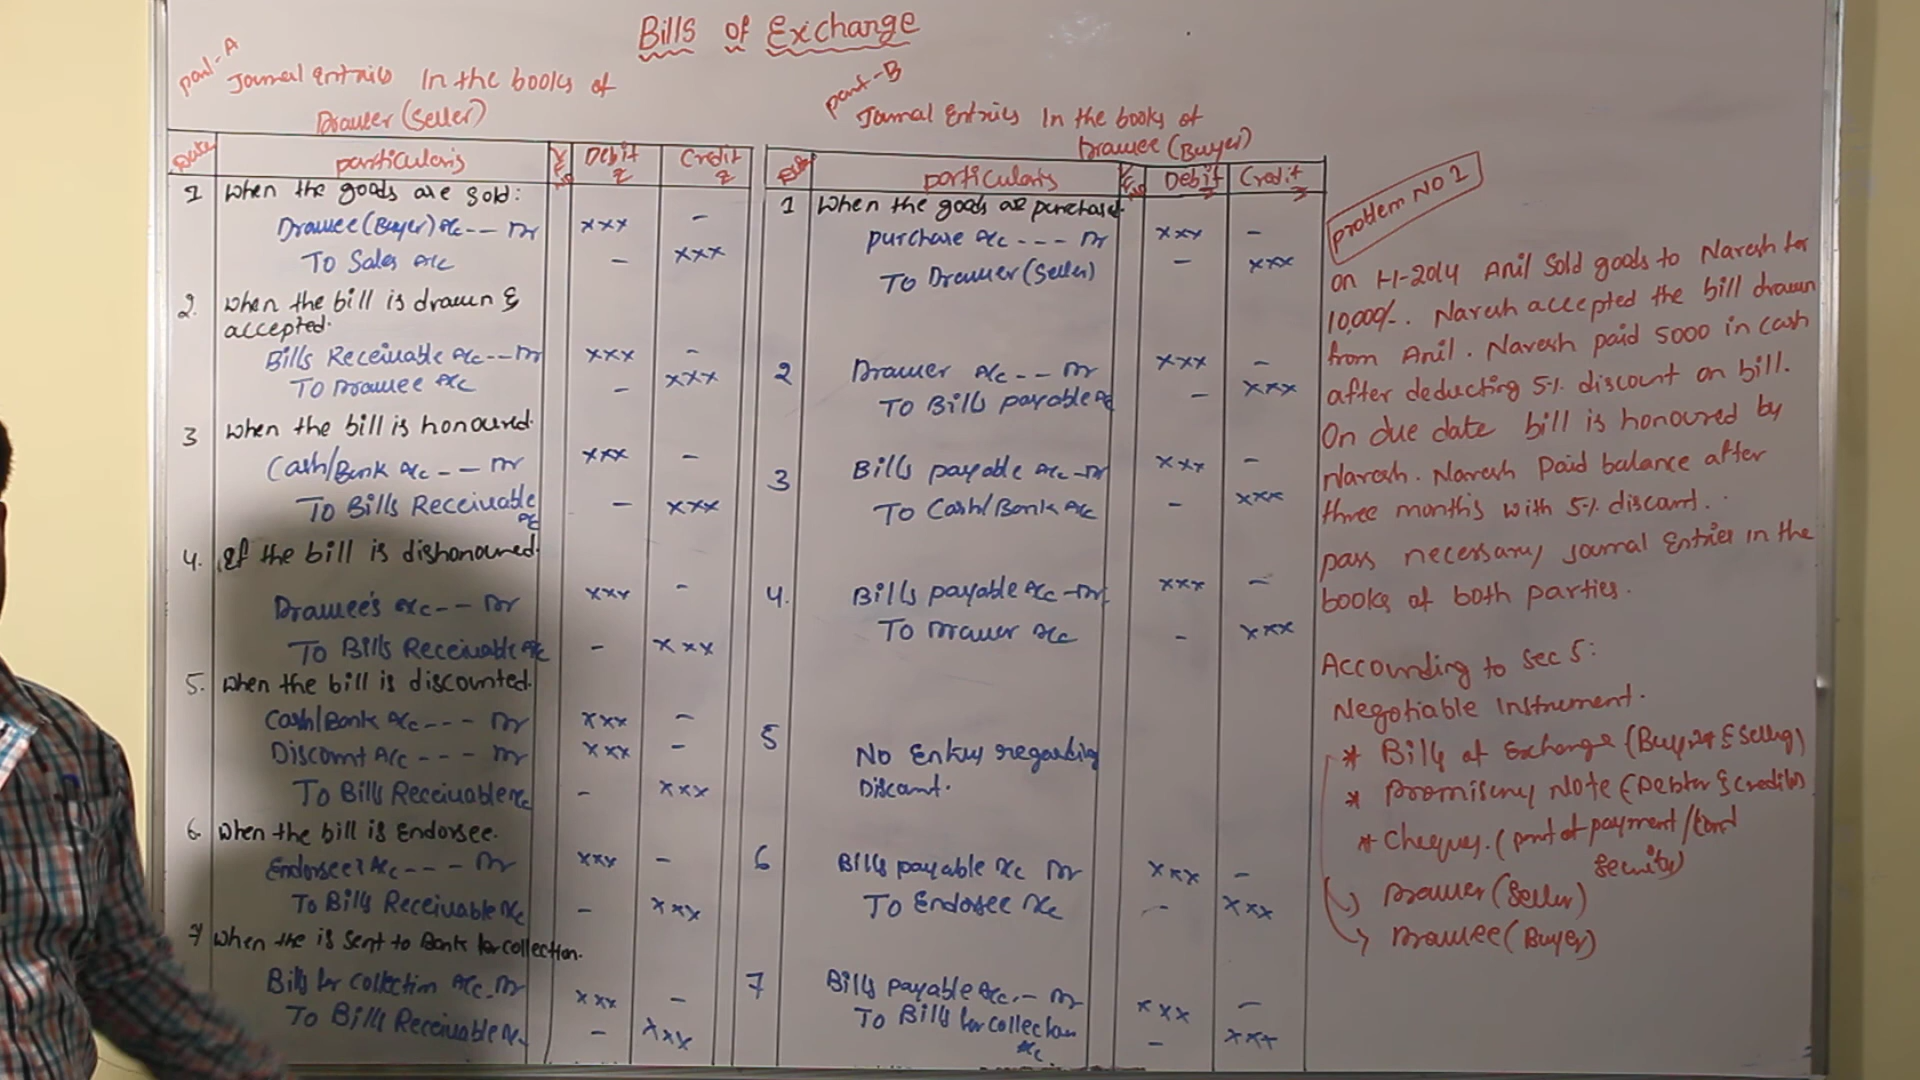 Bills of Exchange
part-A
Journal Entries In the books of
Drawer (Seller)
Date
particulars
Debit
₹
Credit
₹
1 When the goods are sold:
Drawee (Buyer) A/c -- Dr xxx -
To Sales A/c - xxx
2. When the bill is drawn &
accepted.
Bills Receivable A/c -- Dr xxx -
To Drawee A/c - xxx
3 When the bill is honoured.
Cash/Bank A/c -- Dr xxx -
To Bills Receivable - xxx
A/c
4. If the bill is dishonoured.
Drawee's A/c -- Dr xxx -
To Bills Receivable A/c - xxx
5. When the bill is discounted.
Cash/Bank A/c --- Dr xxx -
Discount A/c --- Dr xxx -
To Bills Receivable A/c - xxx
6. When the bill is Endorsee.
Endorsee's A/c --- Dr xxx -
To Bills Receivable A/c - xxx
7 When the is sent to Bank for collection.
Bills for collection A/c - Dr xxx -
To Bills Receivable A/c - xxx
part-B
Journal Entries In the books of
Drawee (Buyer)
particulars
Debit
Credit
1 When the goods are purchased.
purchase A/c --- Dr xxx -
To Drawer (Seller) - xxx
2 Drawer A/c -- Dr xxx -
To Bills payable A/c - xxx
3 Bills payable A/c - Dr xxx -
To Cash/Bank A/c - xxx
4. Bills payable A/c - Dr xxx -
To Drawer A/c - xxx
5 No Entry regarding
Discount.
6 Bills payable A/c Dr xxx -
To Endorsee A/c - xxx
7 Bills payable A/c -- Dr xxx -
To Bills for collection - xxx
A/c.
problem NO 1
on 1-1-2014 Anil Sold goods to Naresh for
10,000/-. Naresh accepted the bill drawn
from Anil. Naresh paid 5000 in cash
after deducting 5% discount on bill.
On due date bill is honoured by
Naresh. Naresh Paid balance after
three months with 5% discount.
pass necessary Journal Entries in the
books of both parties.
According to Sec 5:
Negotiable Instrument.
* Bills of Exchange (Buying & Selling)
* Promissory Note (Debtor & Creditor)
* Cheques. (part of payment /
Security)
→ Drawer (Seller)
→ Drawee (Buyer)